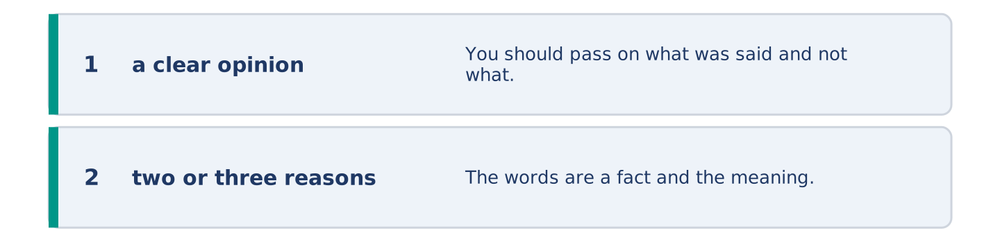 1 a clear opinion You should pass on what was said and not
what.
2 two or three reasons The words are a fact and the meaning.